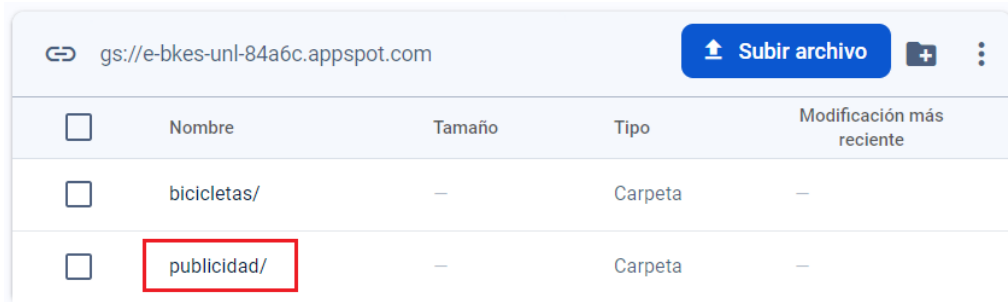 gs://e-bkes-unl-84a6c.appspot.com Subir archivo
Nombre Tamaño Tipo Modificación más
reciente
bicicletas/ — Carpeta —
publicidad/ — Carpeta —